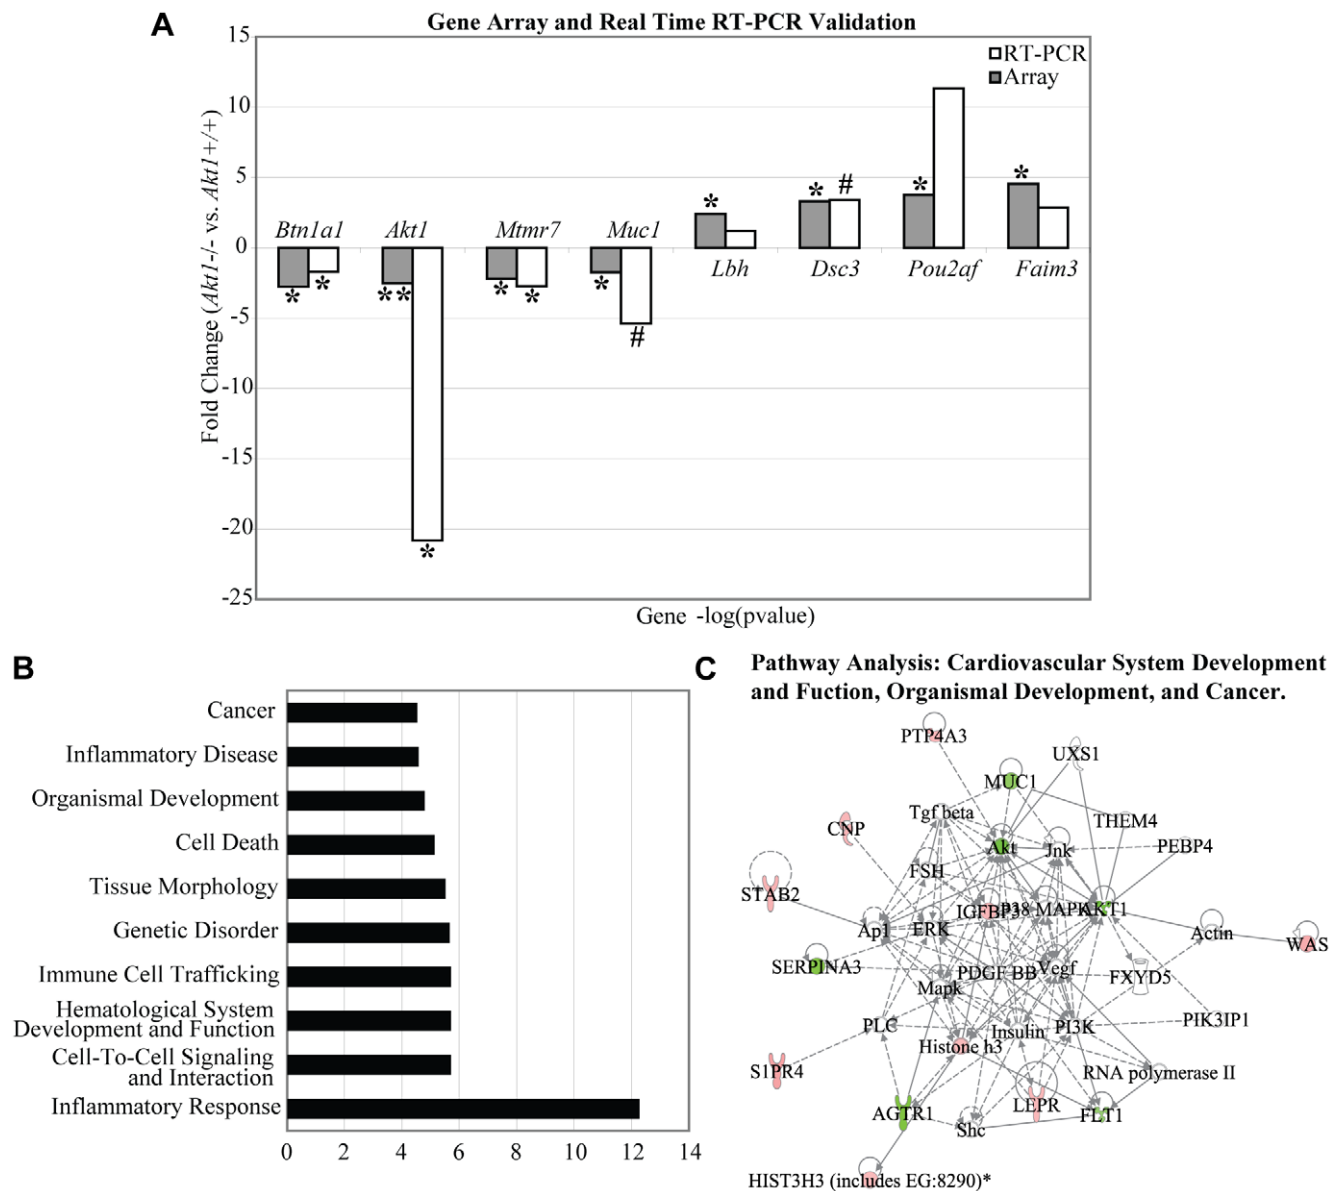 A
Gene Array and Real Time RT-PCR Validation
15
10
5
0
-5
-10
-15
-20
-25
Fold Change (Akt1-/- vs. Akt1+/+)
RT-PCR
Array
Btn1a1
Akt1
Mtmr7
Muc1
Lbh
Dsc3
Pou2af
Faim3
* * ** * * * * # * * # * *
Gene -log(pvalue)
B
Cancer
Inflammatory Disease
Organismal Development
Cell Death
Tissue Morphology
Genetic Disorder
Immune Cell Trafficking
Hematological System
Development and Function
Cell-To-Cell Signaling
and Interaction
Inflammatory Response
0 2 4 6 8 10 12 14
C
Pathway Analysis: Cardiovascular System Development
and Fuction, Organismal Development, and Cancer.
PTP4A3
UXS1
MUC1
Tgf beta
THEM4
CNP
Akt
Jnk
PEBP4
FSH
STAB2
IGFBP3
P38 MAPK
AKT1
Ap1
ERK
Actin
WAS
SERPINA3
PDGF BB
Vegf
FXYD5
Mapk
PLC
Insulin
PI3K
PIK3IP1
Histone h3
S1PR4
RNA polymerase II
AGTR1
LEPR
FLT1
Shc
HIST3H3 (includes EG:8290)*